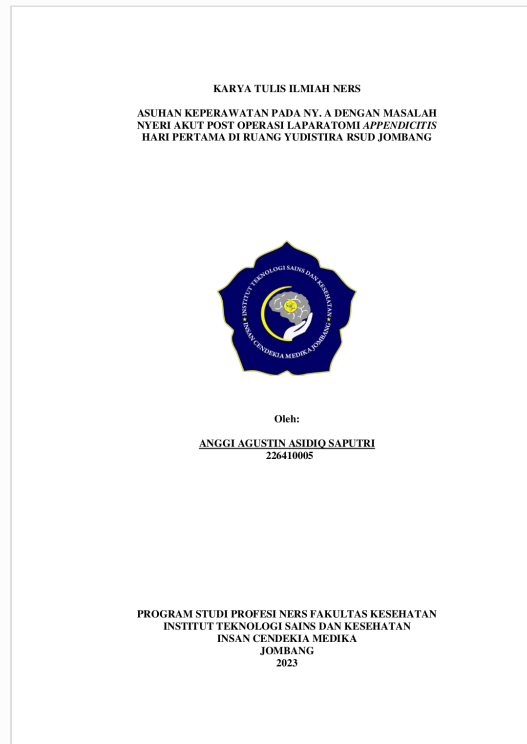 KARYA TULIS ILMIAH NERS
ASUHAN KEPERAWATAN PADA NY. A DENGAN MASALAH
NYERI AKUT POST OPERASI LAPARATOMI APPENDICITIS
HARI PERTAMA DI RUANG YUDISTIRA RSUD JOMBANG
INSTITUT TEKNOLOGI SAINS DAN KESEHATAN
INSAN CENDEKIA MEDIKA JOMBANG
Oleh:
ANGGI AGUSTIN ASIDIQ SAPUTRI
226410005
PROGRAM STUDI PROFESI NERS FAKULTAS KESEHATAN
INSTITUT TEKNOLOGI SAINS DAN KESEHATAN
INSAN CENDEKIA MEDIKA
JOMBANG
2023